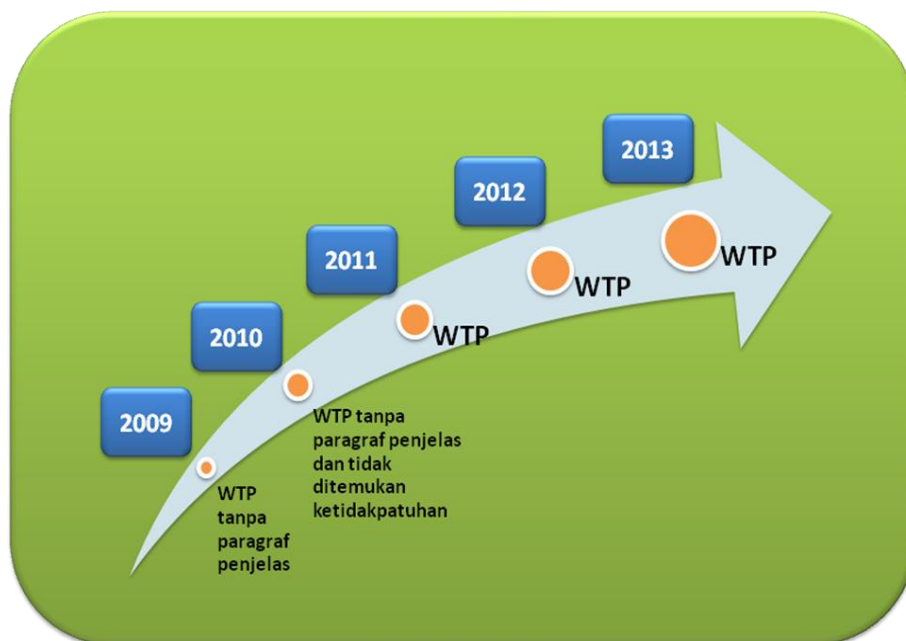 2009
WTP
tanpa
paragraf
penjelas
2010
WTP tanpa
paragraf penjelas
dan tidak
ditemukan
ketidakpatuhan
2011
WTP
2012
WTP
2013
WTP